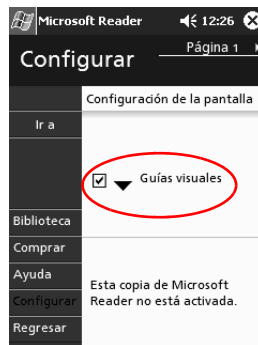 Microsoft Reader 12:26
Configurar
Página 1
Configuración de la pantalla
Ir a
Guías visuales
Biblioteca
Comprar
Ayuda
Configurar
Regresar
Esta copia de Microsoft
Reader no está activada.